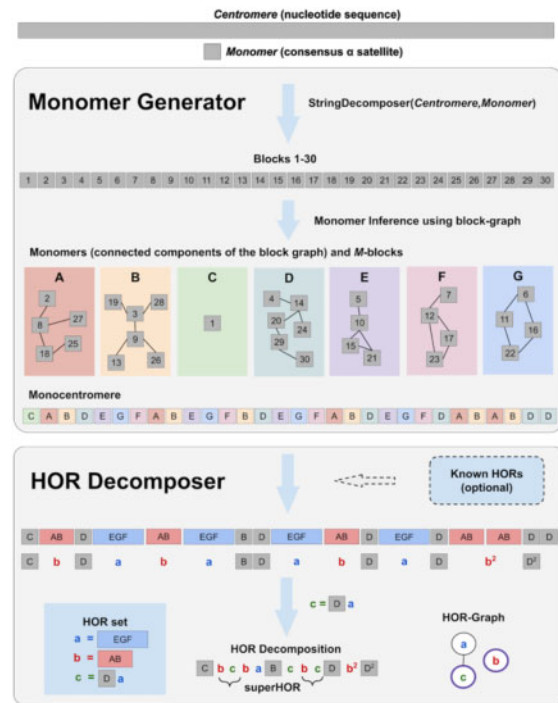 Centromere (nucleotide sequence)
Monomer (consensus α satellite)
Monomer Generator
StringDecomposer(Centromere,Monomer)
Blocks 1-30
1 2 3 4 5 6 7 8 9 10 11 12 13 14 15 16 17 18 19 20 21 22 23 24 25 26 27 28 29 30
Monomer Inference using block-graph
Monomers (connected components of the block graph) and M-blocks
A B C D E F G
2 8 27 25 18
19 28 3 9 13 26
1
4 14 20 24 29 30
5 10 15 21
7 12 17 23
6 11 16 22
Monocentromere
C A B D E G F A B E G F B D E G F A B D E G F D A B A B D D
HOR Decomposer
Known HORs
(optional)
C AB D EGF AB EGF B D EGF AB D EGF D AB AB D D
C b D a b a B D a b D a D b² D²
c = D a
HOR set
a = EGF
b = AB
c = D a
HOR Decomposition
C b c b a B c b c D b² D²
superHOR
HOR-Graph
a
b
c